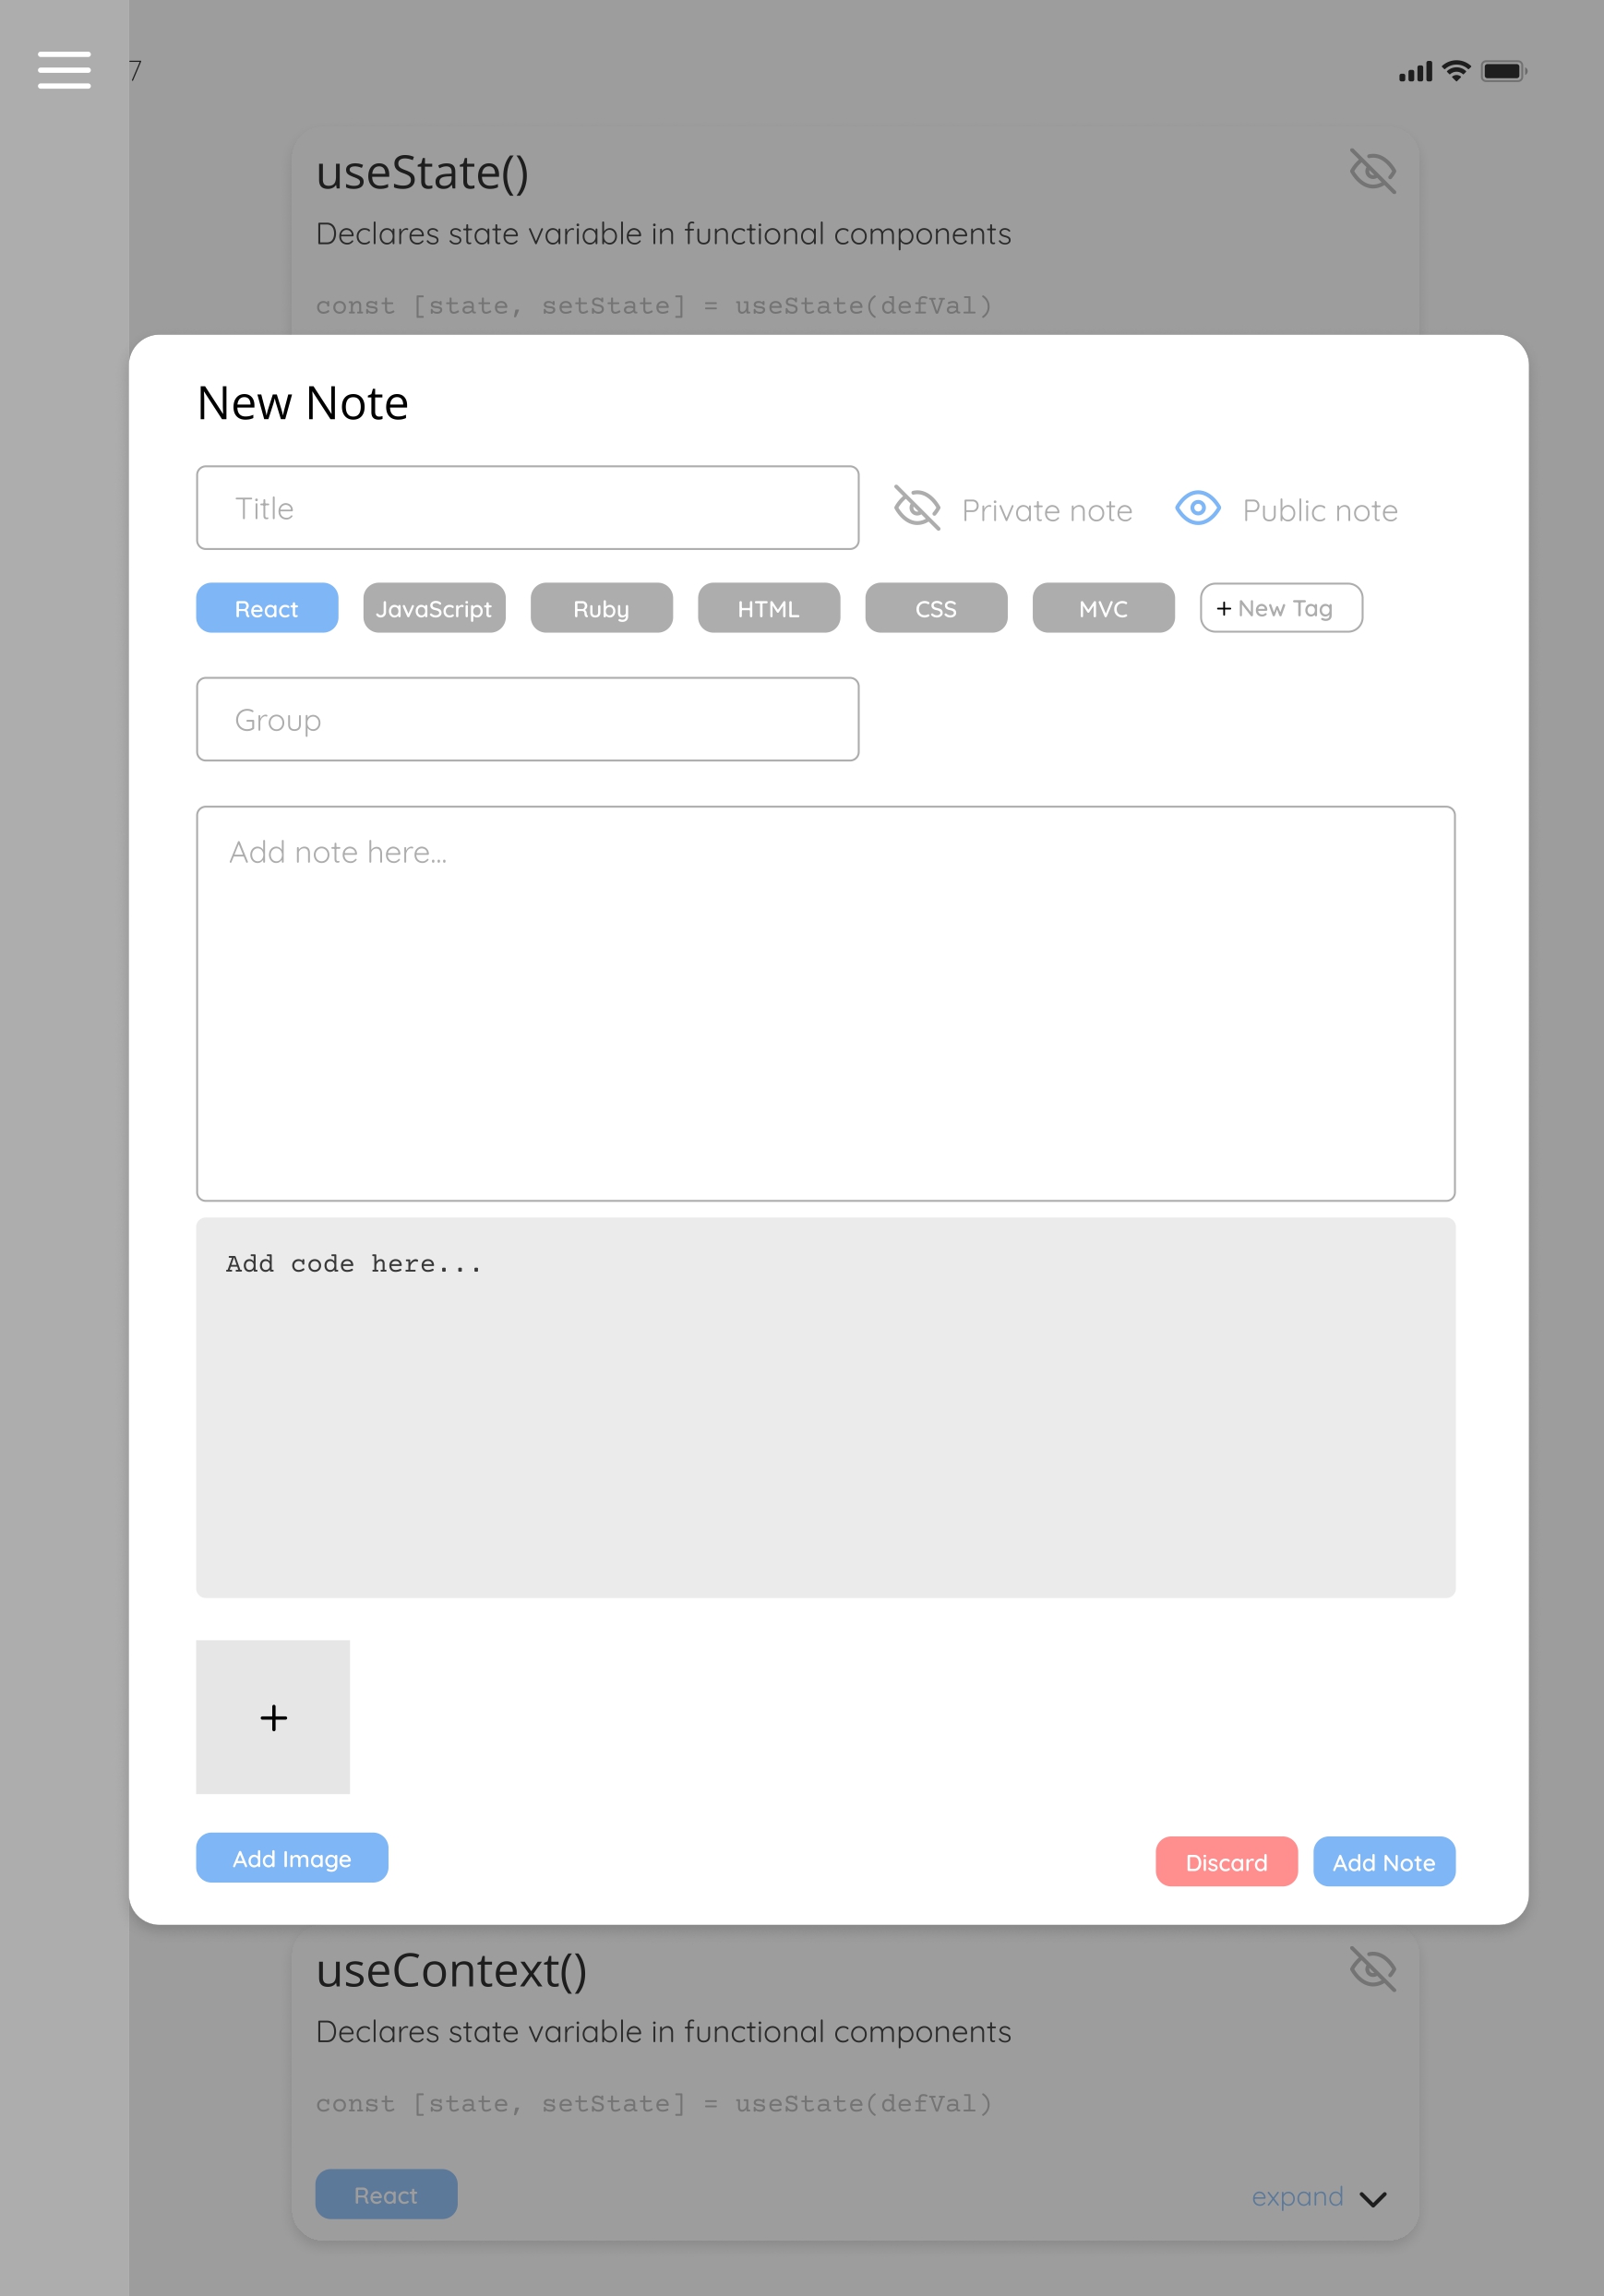 7
useState()
Declares state variable in functional components
const [state, setState] = useState(defVal)
New Note
Title
Private note
Public note
React
JavaScript
Ruby
HTML
CSS
MVC
+ New Tag
Group
Add note here...
Add code here...
+
Add Image
Discard
Add Note
useContext()
Declares state variable in functional components
const [state, setState] = useState(defVal)
React
expand